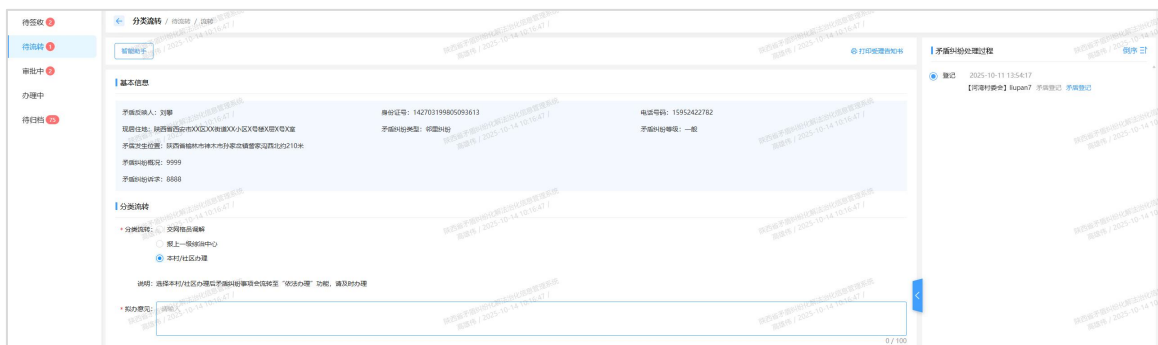 待签收 2
待流转 1
审批中 2
办理中
待归档 75
分类流转 / 待流转 / 流转
智能助手
打印受理告知书
基本信息
矛盾反映人：刘攀
身份证号：142703199805093613
电话号码：15952422782
现居住地：陕西省西安市XX区XX街道XX小区X号楼X层X号X室
矛盾纠纷类型：邻里纠纷
矛盾纠纷等级：一般
矛盾发生位置：陕西省榆林市神木市孙家岔镇訾家沟西北约210米
矛盾纠纷概况：9999
矛盾纠纷诉求：8888
分类流转
* 分类流转：
交网格员调解
报上一级综治中心
本村/社区办理
说明：选择本村/社区办理后矛盾纠纷事项会流转至“依法办理”功能，请及时办理
* 拟办意见：
请输入
0 / 100
矛盾纠纷处理过程
倒序
登记 2025-10-11 13:54:17
【河湾村委会】liupan7 矛盾登记 矛盾登记